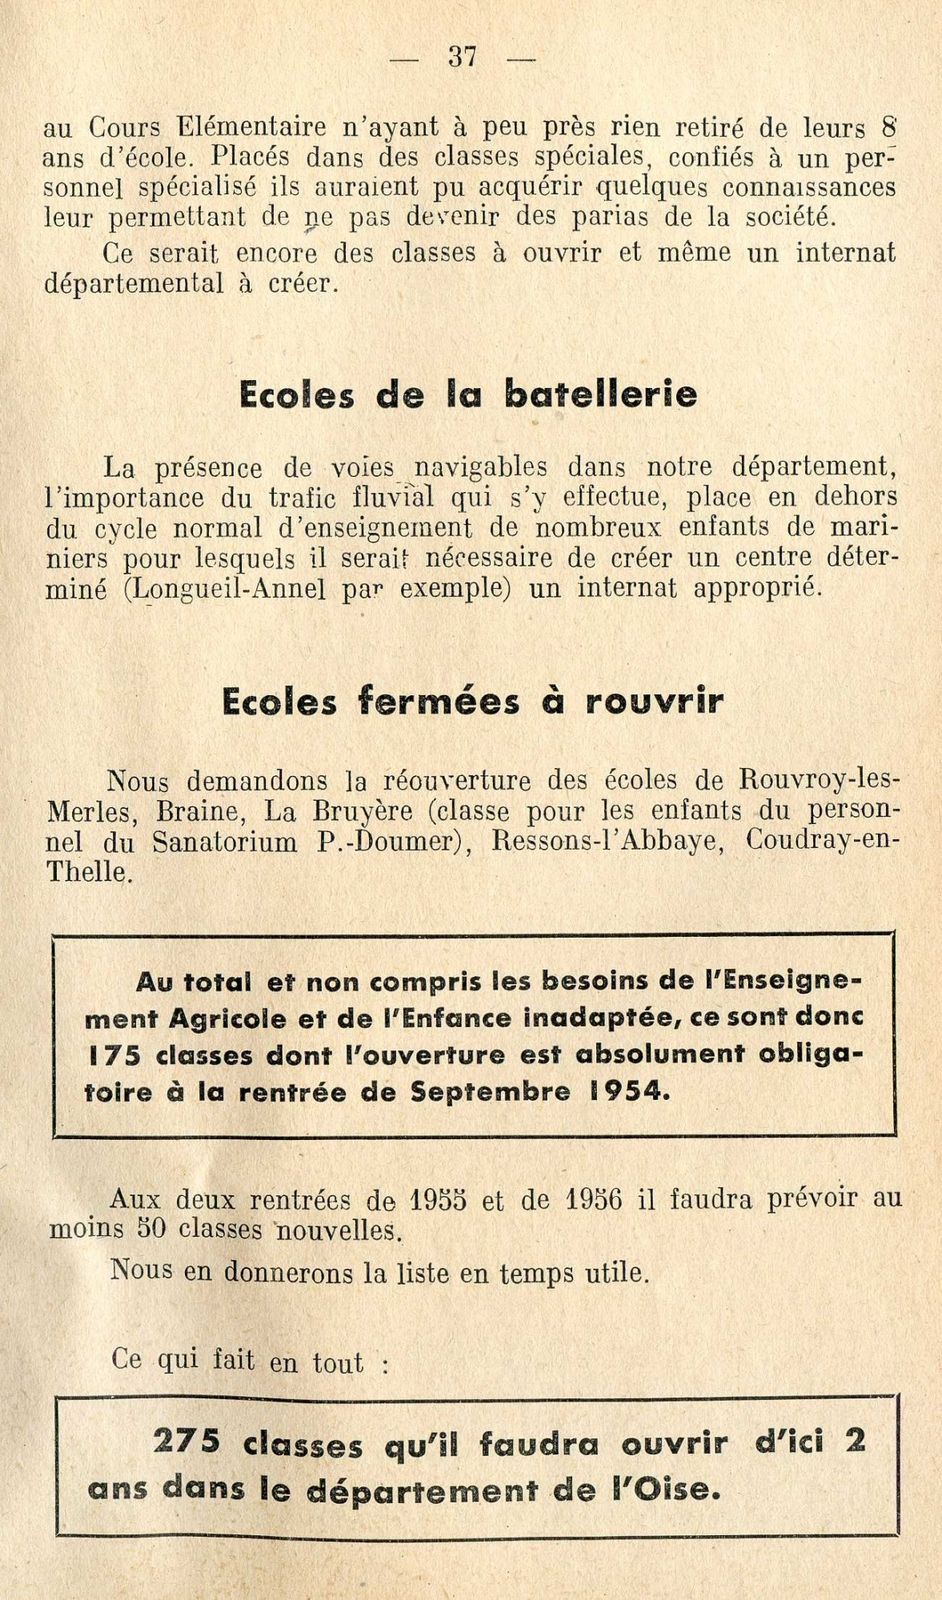 — 37 —
au Cours Elémentaire n'ayant à peu près rien retiré de leurs 8
ans d'école. Placés dans des classes spéciales, confiés à un per-
sonnel spécialisé ils auraient pu acquérir quelques connaissances
leur permettant de ne pas devenir des parias de la société.
Ce serait encore des classes à ouvrir et même un internat
départemental à créer.
Ecoles de la batellerie
La présence de voies navigables dans notre département,
l'importance du trafic fluvial qui s'y effectue, place en dehors
du cycle normal d'enseignement de nombreux enfants de mari-
niers pour lesquels il serait nécessaire de créer un centre déter-
miné (Longueil-Annel par exemple) un internat approprié.
Ecoles fermées à rouvrir
Nous demandons la réouverture des écoles de Rouvroy-les-
Merles, Braine, La Bruyère (classe pour les enfants du person-
nel du Sanatorium P.-Doumer), Ressons-l'Abbaye, Coudray-en-
Thelle.
Au total et non compris les besoins de l'Enseigne-
ment Agricole et de l'Enfance inadaptée, ce sont donc
175 classes dont l'ouverture est absolument obliga-
toire à la rentrée de Septembre 1954.
Aux deux rentrées de 1955 et de 1956 il faudra prévoir au
moins 50 classes nouvelles.
Nous en donnerons la liste en temps utile.
Ce qui fait en tout :
275 classes qu'il faudra ouvrir d'ici 2
ans dans le département de l'Oise.